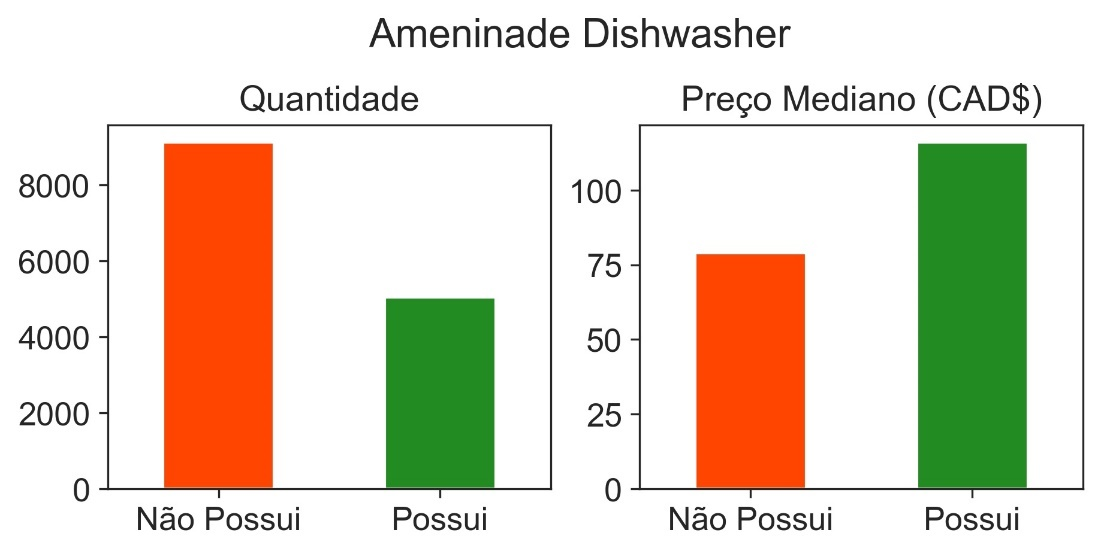 Ameninade Dishwasher
Quantidade
8000
6000
4000
2000
0
Não Possui
Possui
Preço Mediano (CAD$)
100
75
50
25
0
Não Possui
Possui